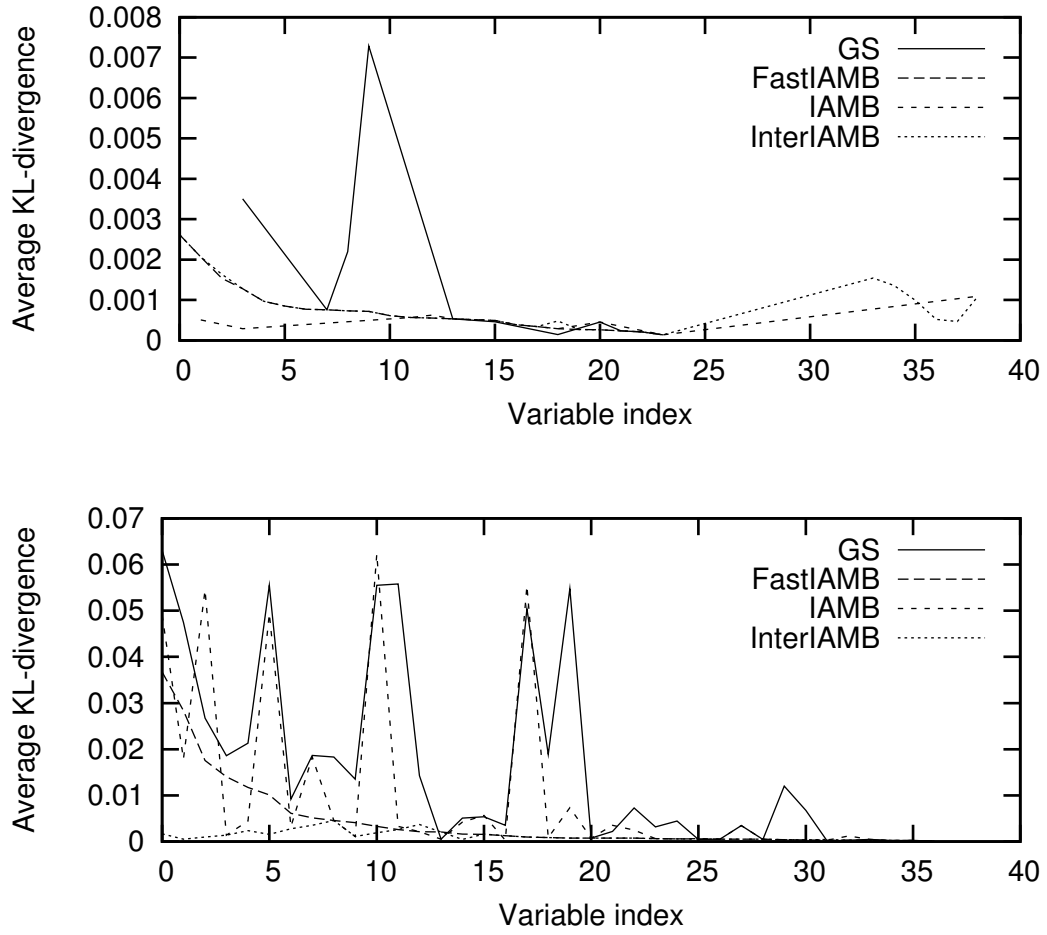 Average KL-divergence
0.008
0.007
0.006
0.005
0.004
0.003
0.002
0.001
0
GS
FastIAMB
IAMB
InterIAMB
0 5 10 15 20 25 30 35 40
Variable index
Average KL-divergence
0.07
0.06
0.05
0.04
0.03
0.02
0.01
0
GS
FastIAMB
IAMB
InterIAMB
0 5 10 15 20 25 30 35 40
Variable index